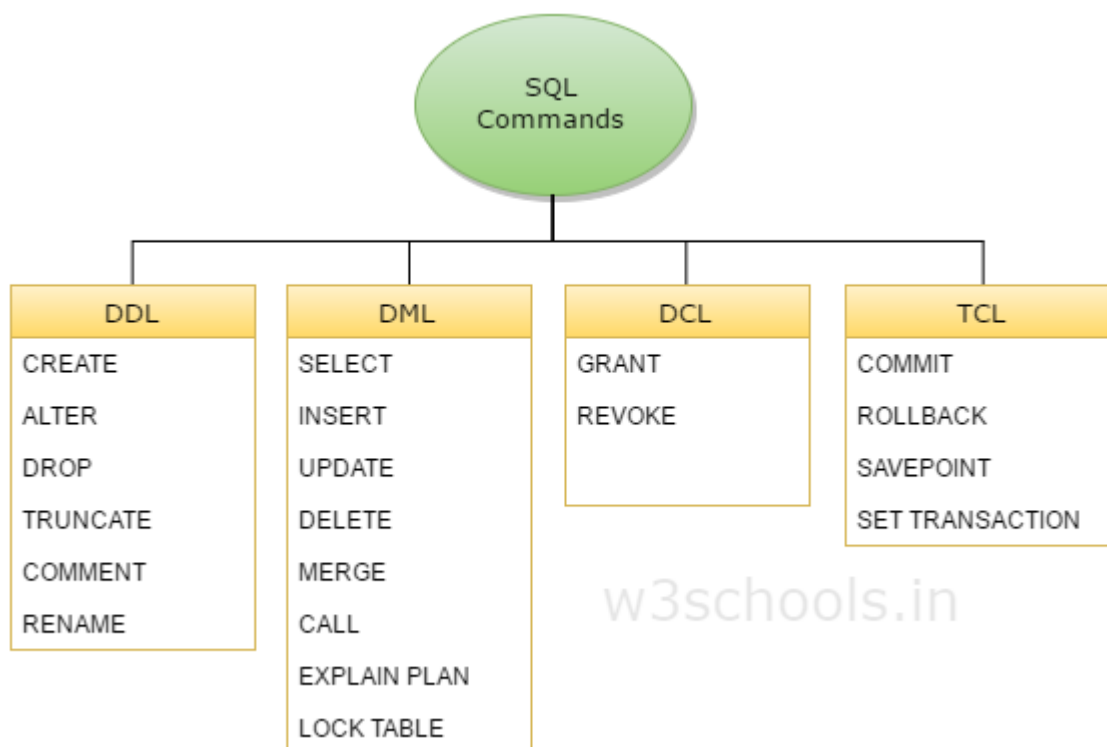 SQL
Commands
DDL
CREATE
ALTER
DROP
TRUNCATE
COMMENT
RENAME
DML
SELECT
INSERT
UPDATE
DELETE
MERGE
CALL
EXPLAIN PLAN
LOCK TABLE
DCL
GRANT
REVOKE
TCL
COMMIT
ROLLBACK
SAVEPOINT
SET TRANSACTION
w3schools.in